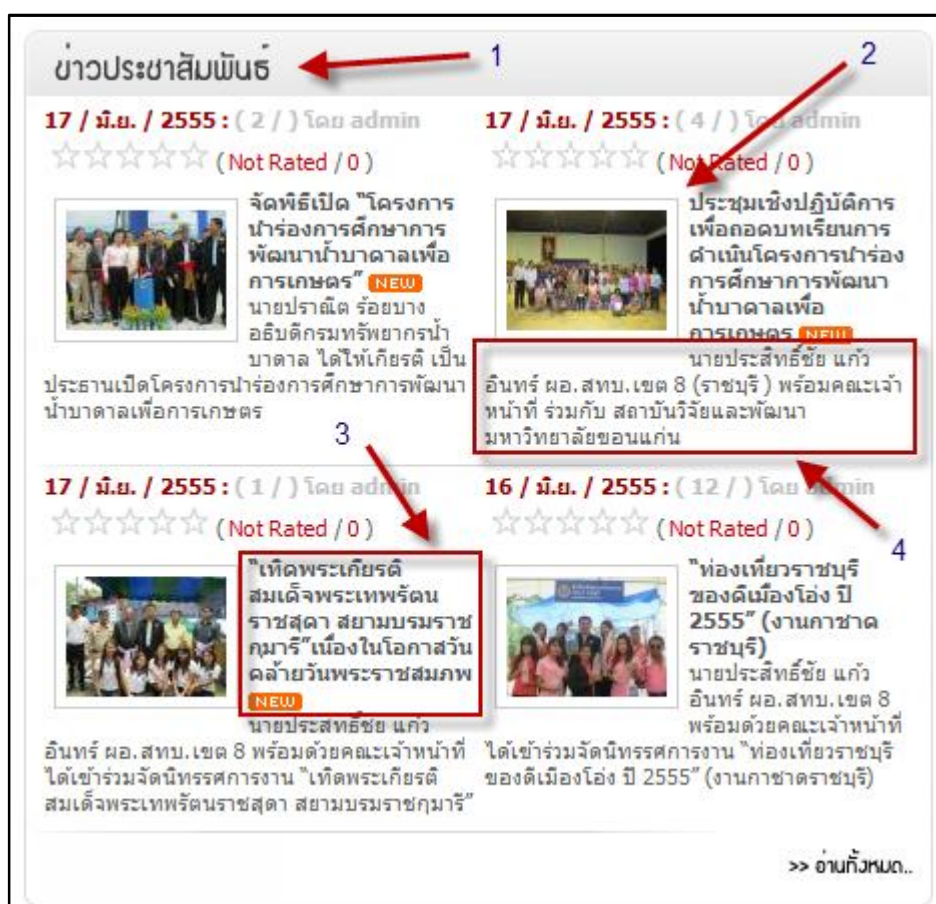 ข่าวประชาสัมพันธ์
1
2
17 / มิ.ย. / 2555 : ( 2 / ) โดย admin
(Not Rated / 0 )
จัดพิธีเปิด "โครงการ
นำร่องการศึกษาการ
พัฒนาน้ำบาดาลเพื่อ
การเกษตร" NEW
นายปราณีต ร้อยบาง
อธิบดีกรมทรัพยากรน้ำ
บาดาล ได้ให้เกียรติ เป็น
ประธานเปิดโครงการนำร่องการศึกษาการพัฒนา
น้ำบาดาลเพื่อการเกษตร
17 / มิ.ย. / 2555 : ( 4 / ) โดย admin
(Not Rated / 0 )
ประชุมเชิงปฏิบัติการ
เพื่อถอดบทเรียนการ
ดำเนินโครงการนำร่อง
การศึกษาการพัฒนา
น้ำบาดาลเพื่อ
การเกษตร NEW
นายประสิทธิ์ชัย แก้ว
อินทร์ ผอ.สทบ.เขต 8 (ราชบุรี ) พร้อมคณะเจ้า
หน้าที่ ร่วมกับ สถาบันวิจัยและพัฒนา
มหาวิทยาลัยขอนแก่น
3
4
17 / มิ.ย. / 2555 : ( 1 / ) โดย admin
(Not Rated / 0 )
"เทิดพระเกียรติ
สมเด็จพระเทพรัตน
ราชสุดา สยามบรมราช
กุมารี"เนื่องในโอกาสวัน
คล้ายวันพระราชสมภพ
NEW
นายประสิทธิ์ชัย แก้ว
อินทร์ ผอ.สทบ.เขต 8 พร้อมด้วยคณะเจ้าหน้าที่
ได้เข้าร่วมจัดนิทรรศการงาน "เทิดพระเกียรติ
สมเด็จพระเทพรัตนราชสุดา สยามบรมราชกุมารี"
16 / มิ.ย. / 2555 : ( 12 / ) โดย admin
(Not Rated / 0 )
"ท่องเที่ยวราชบุรี
ของดีเมืองโอ่ง ปี
2555" (งานกาชาด
ราชบุรี)
นายประสิทธิ์ชัย แก้ว
อินทร์ ผอ.สทบ.เขต 8
พร้อมด้วยคณะเจ้าหน้าที่
ได้เข้าร่วมจัดนิทรรศการงาน "ท่องเที่ยวราชบุรี
ของดีเมืองโอ่ง ปี 2555" (งานกาชาดราชบุรี)
>> อ่านทั้งหมด..